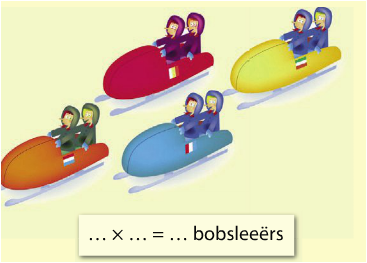 ... × ... = ... bobsleeërs